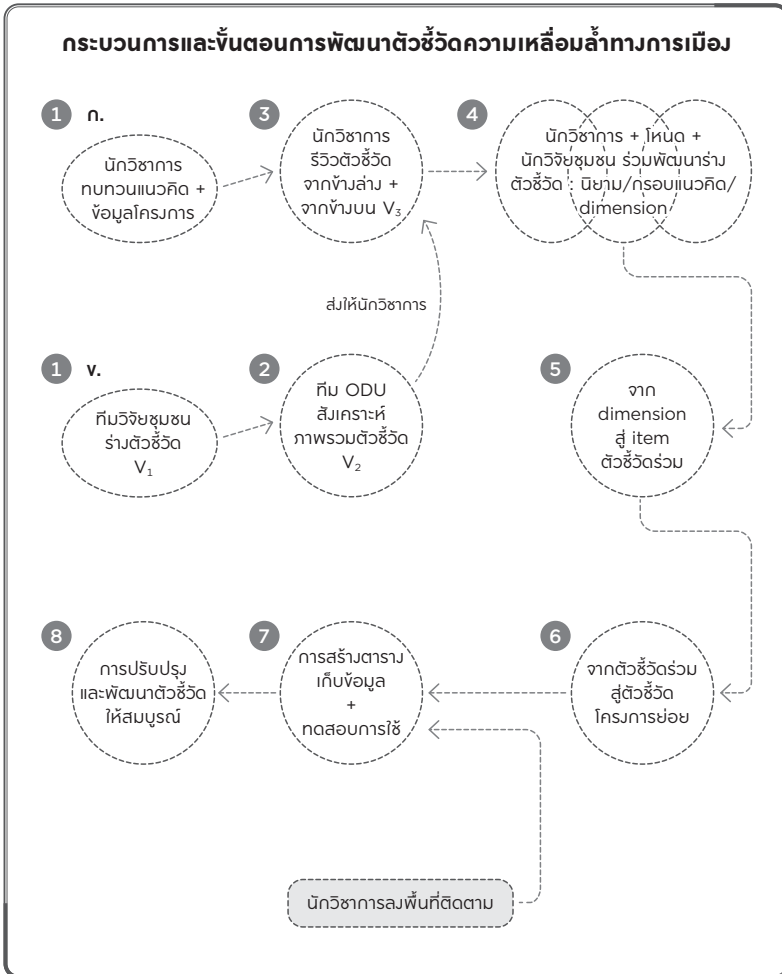 กระบวนการและขั้นตอนการพัฒนาตัวชี้วัดความเหลื่อมล้ำทางการเมือง
1 ก.
นักวิชาการ
ทบทวนแนวคิด +
ข้อมูลโครงการ
3
นักวิชาการ
รีวิวตัวชี้วัด
จากข้างล่าง +
จากข้างบน V₃
4
นักวิชาการ + โหนด +
นักวิจัยชุมชน ร่วมพัฒนาร่าง
ตัวชี้วัด : นิยาม/กรอบแนวคิด/
dimension
ส่งให้นักวิชาการ
1 ข.
ทีมวิจัยชุมชน
ร่างตัวชี้วัด
V₁
2
ทีม ODU
สังเคราะห์
ภาพรวมตัวชี้วัด
V₂
5
จาก
dimension
สู่ item
ตัวชี้วัดร่วม
6
จากตัวชี้วัดร่วม
สู่ตัวชี้วัด
โครงการย่อย
7
การสร้างตาราง
เก็บข้อมูล
+
ทดสอบการใช้
8
การปรับปรุง
และพัฒนาตัวชี้วัด
ให้สมบูรณ์
นักวิชาการลงพื้นที่ติดตาม